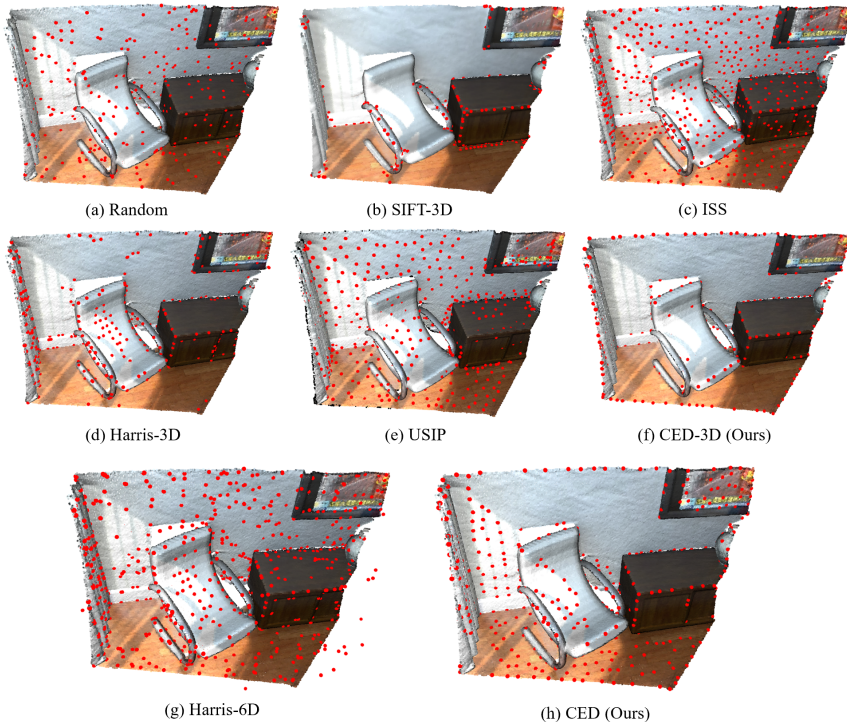 (a) Random
(b) SIFT-3D
(c) ISS
(d) Harris-3D
(e) USIP
(f) CED-3D (Ours)
(g) Harris-6D
(h) CED (Ours)